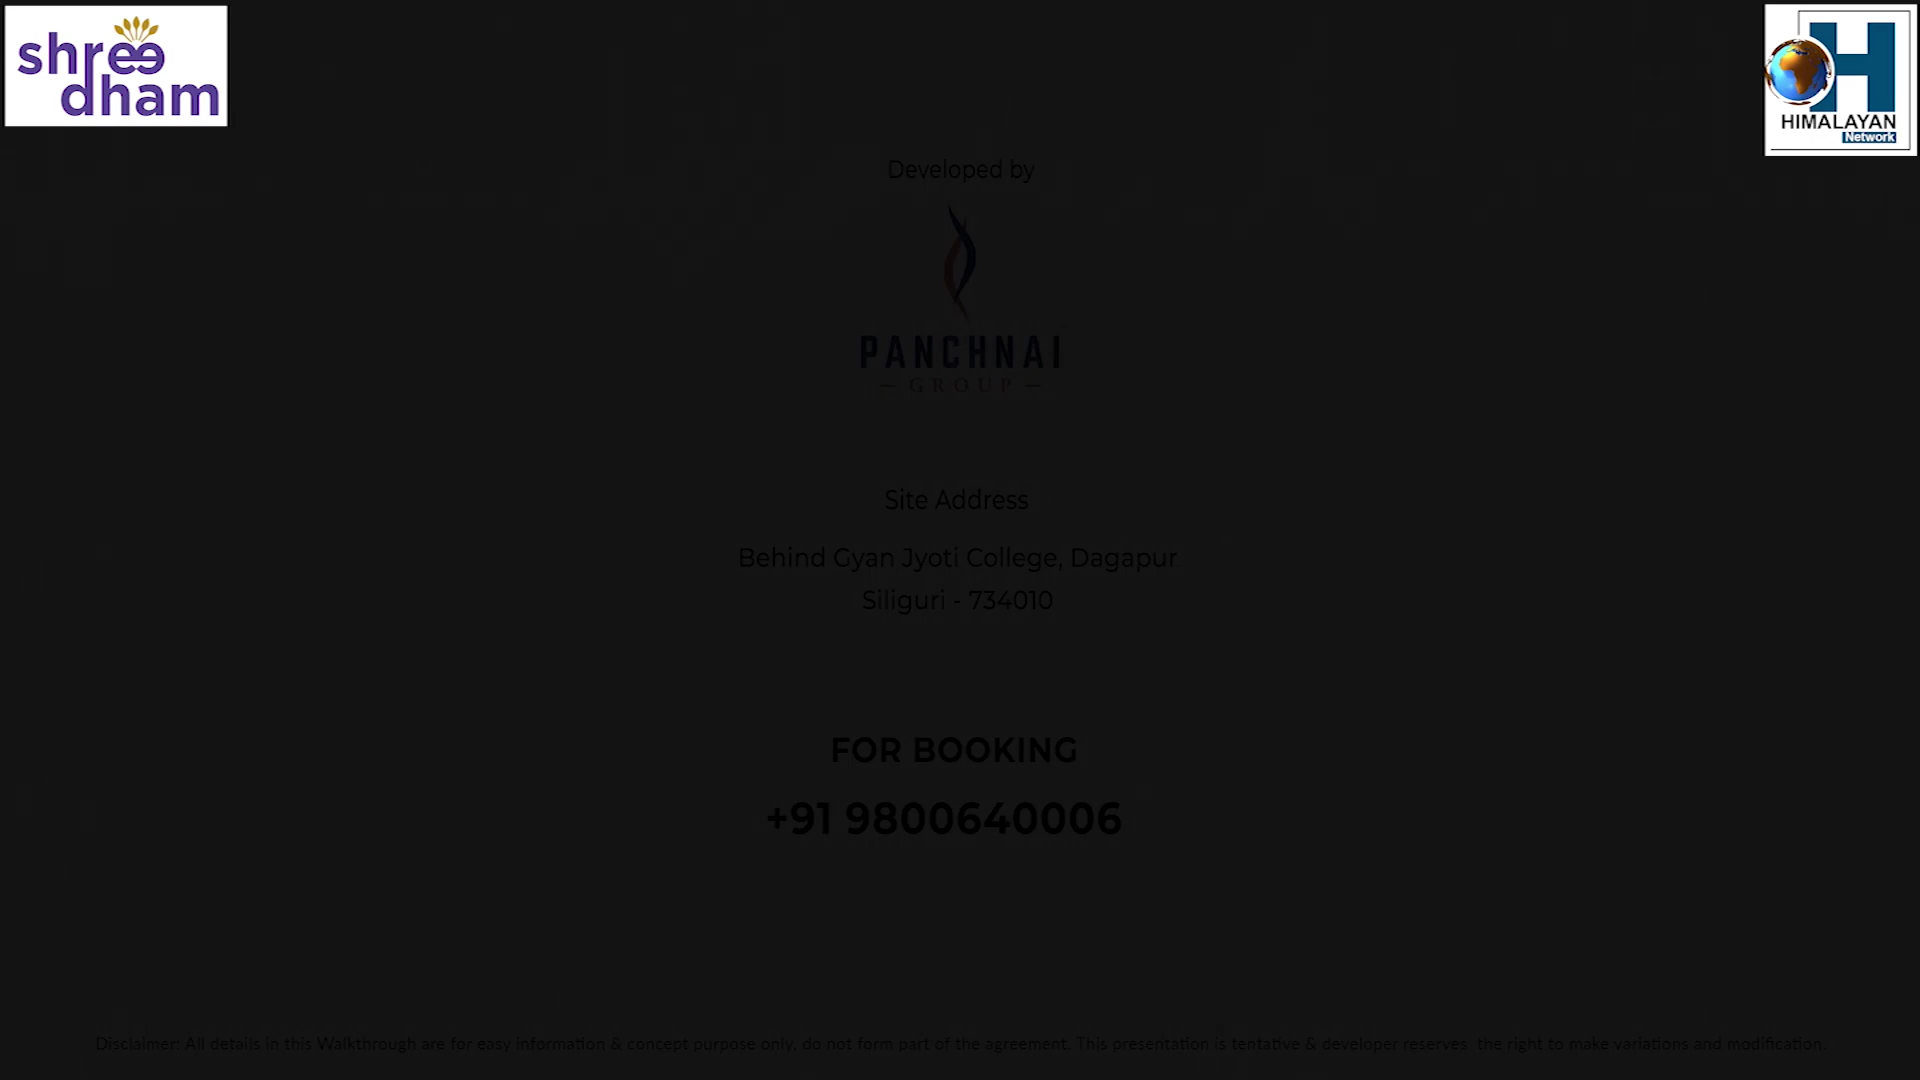 shree
dham
HIMALAYAN
Network
Developed by
PANCHNAI
GROUP
Site Address
Behind Gyan Jyoti College, Dagapur
Siliguri - 734010
FOR BOOKING
+91 9800640006
Disclaimer: All details in this Walkthrough are for easy information & concept purpose only, do not form part of the agreement. This presentation is tentative & developer reserves the right to make variations and modification.